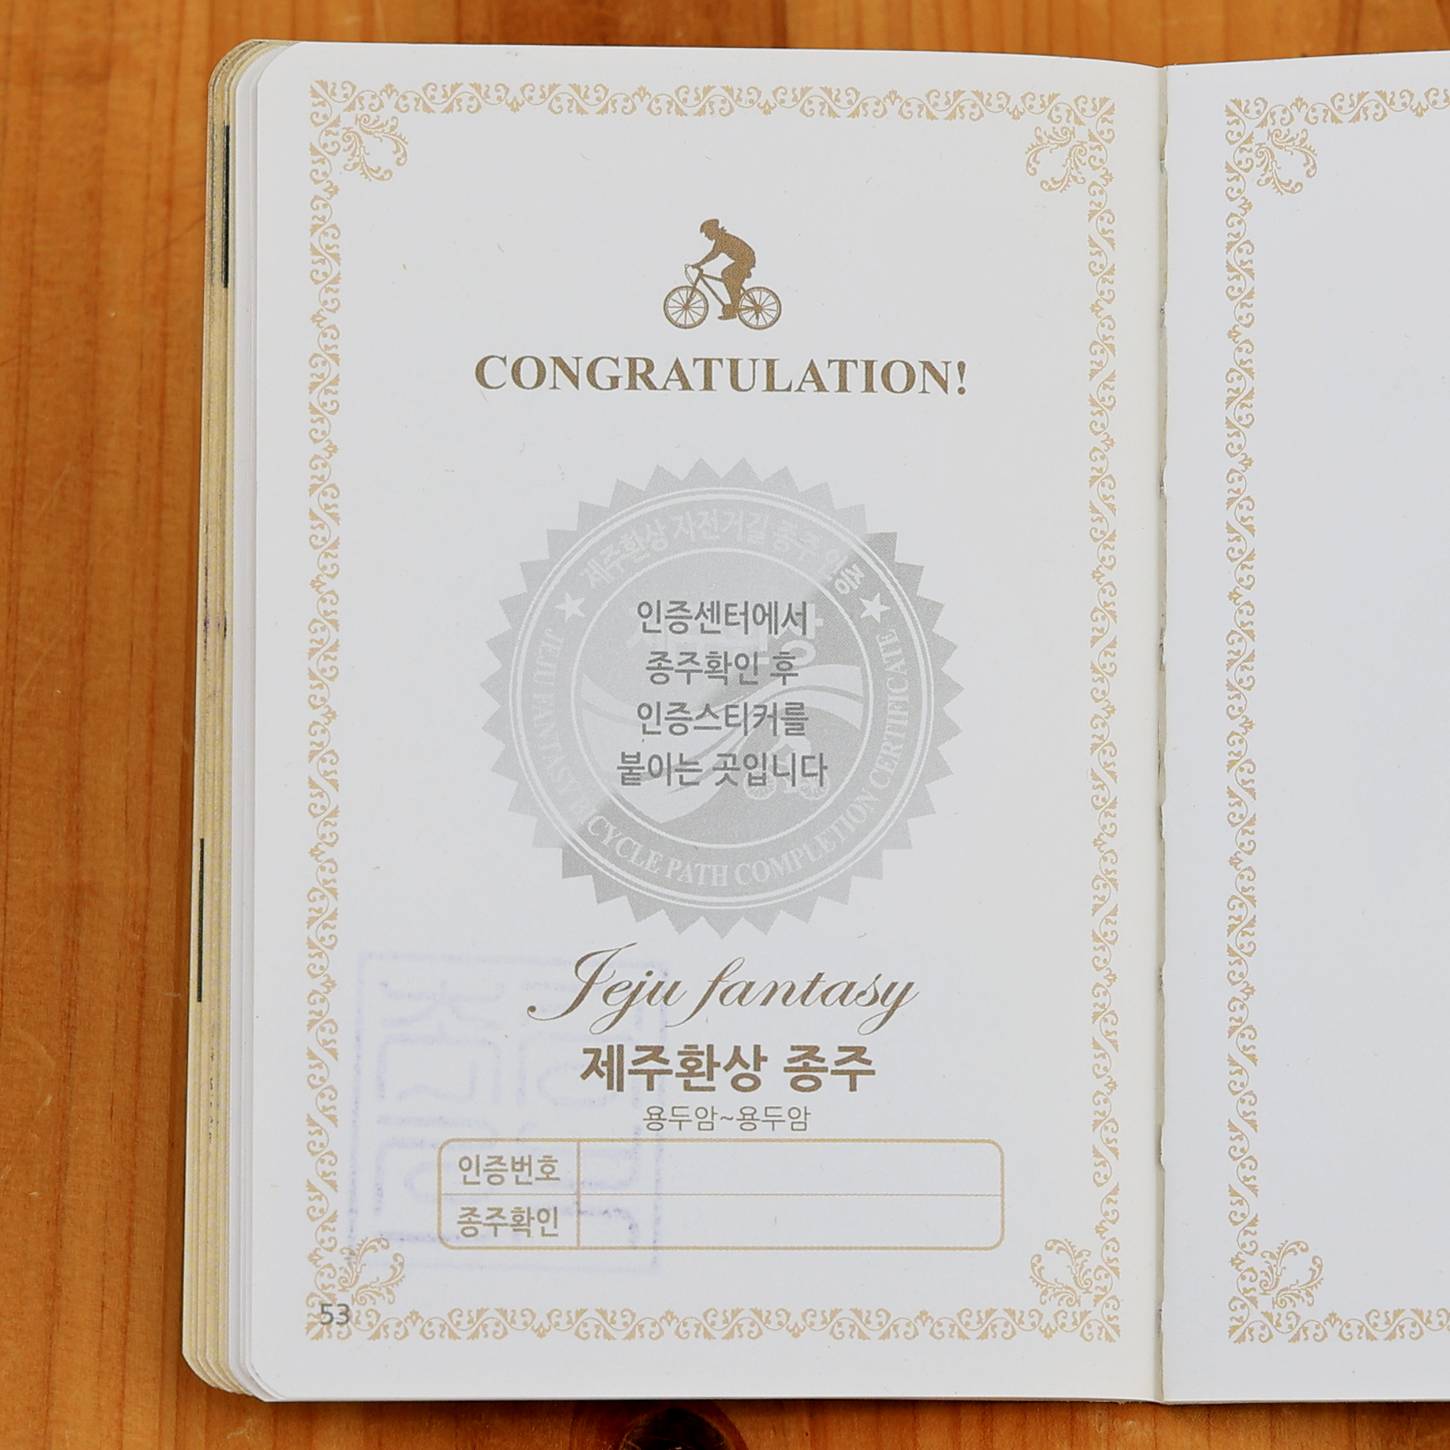 CONGRATULATION!
제주환상 자전거길 종주 인증
인증센터에서
종주확인 후
인증스티커를
붙이는 곳입니다
JEJU FANTASY BICYCLE PATH COMPLETION CERTIFICATE
Jeju fantasy
제주환상 종주
용두암~용두암
인증번호
종주확인
53